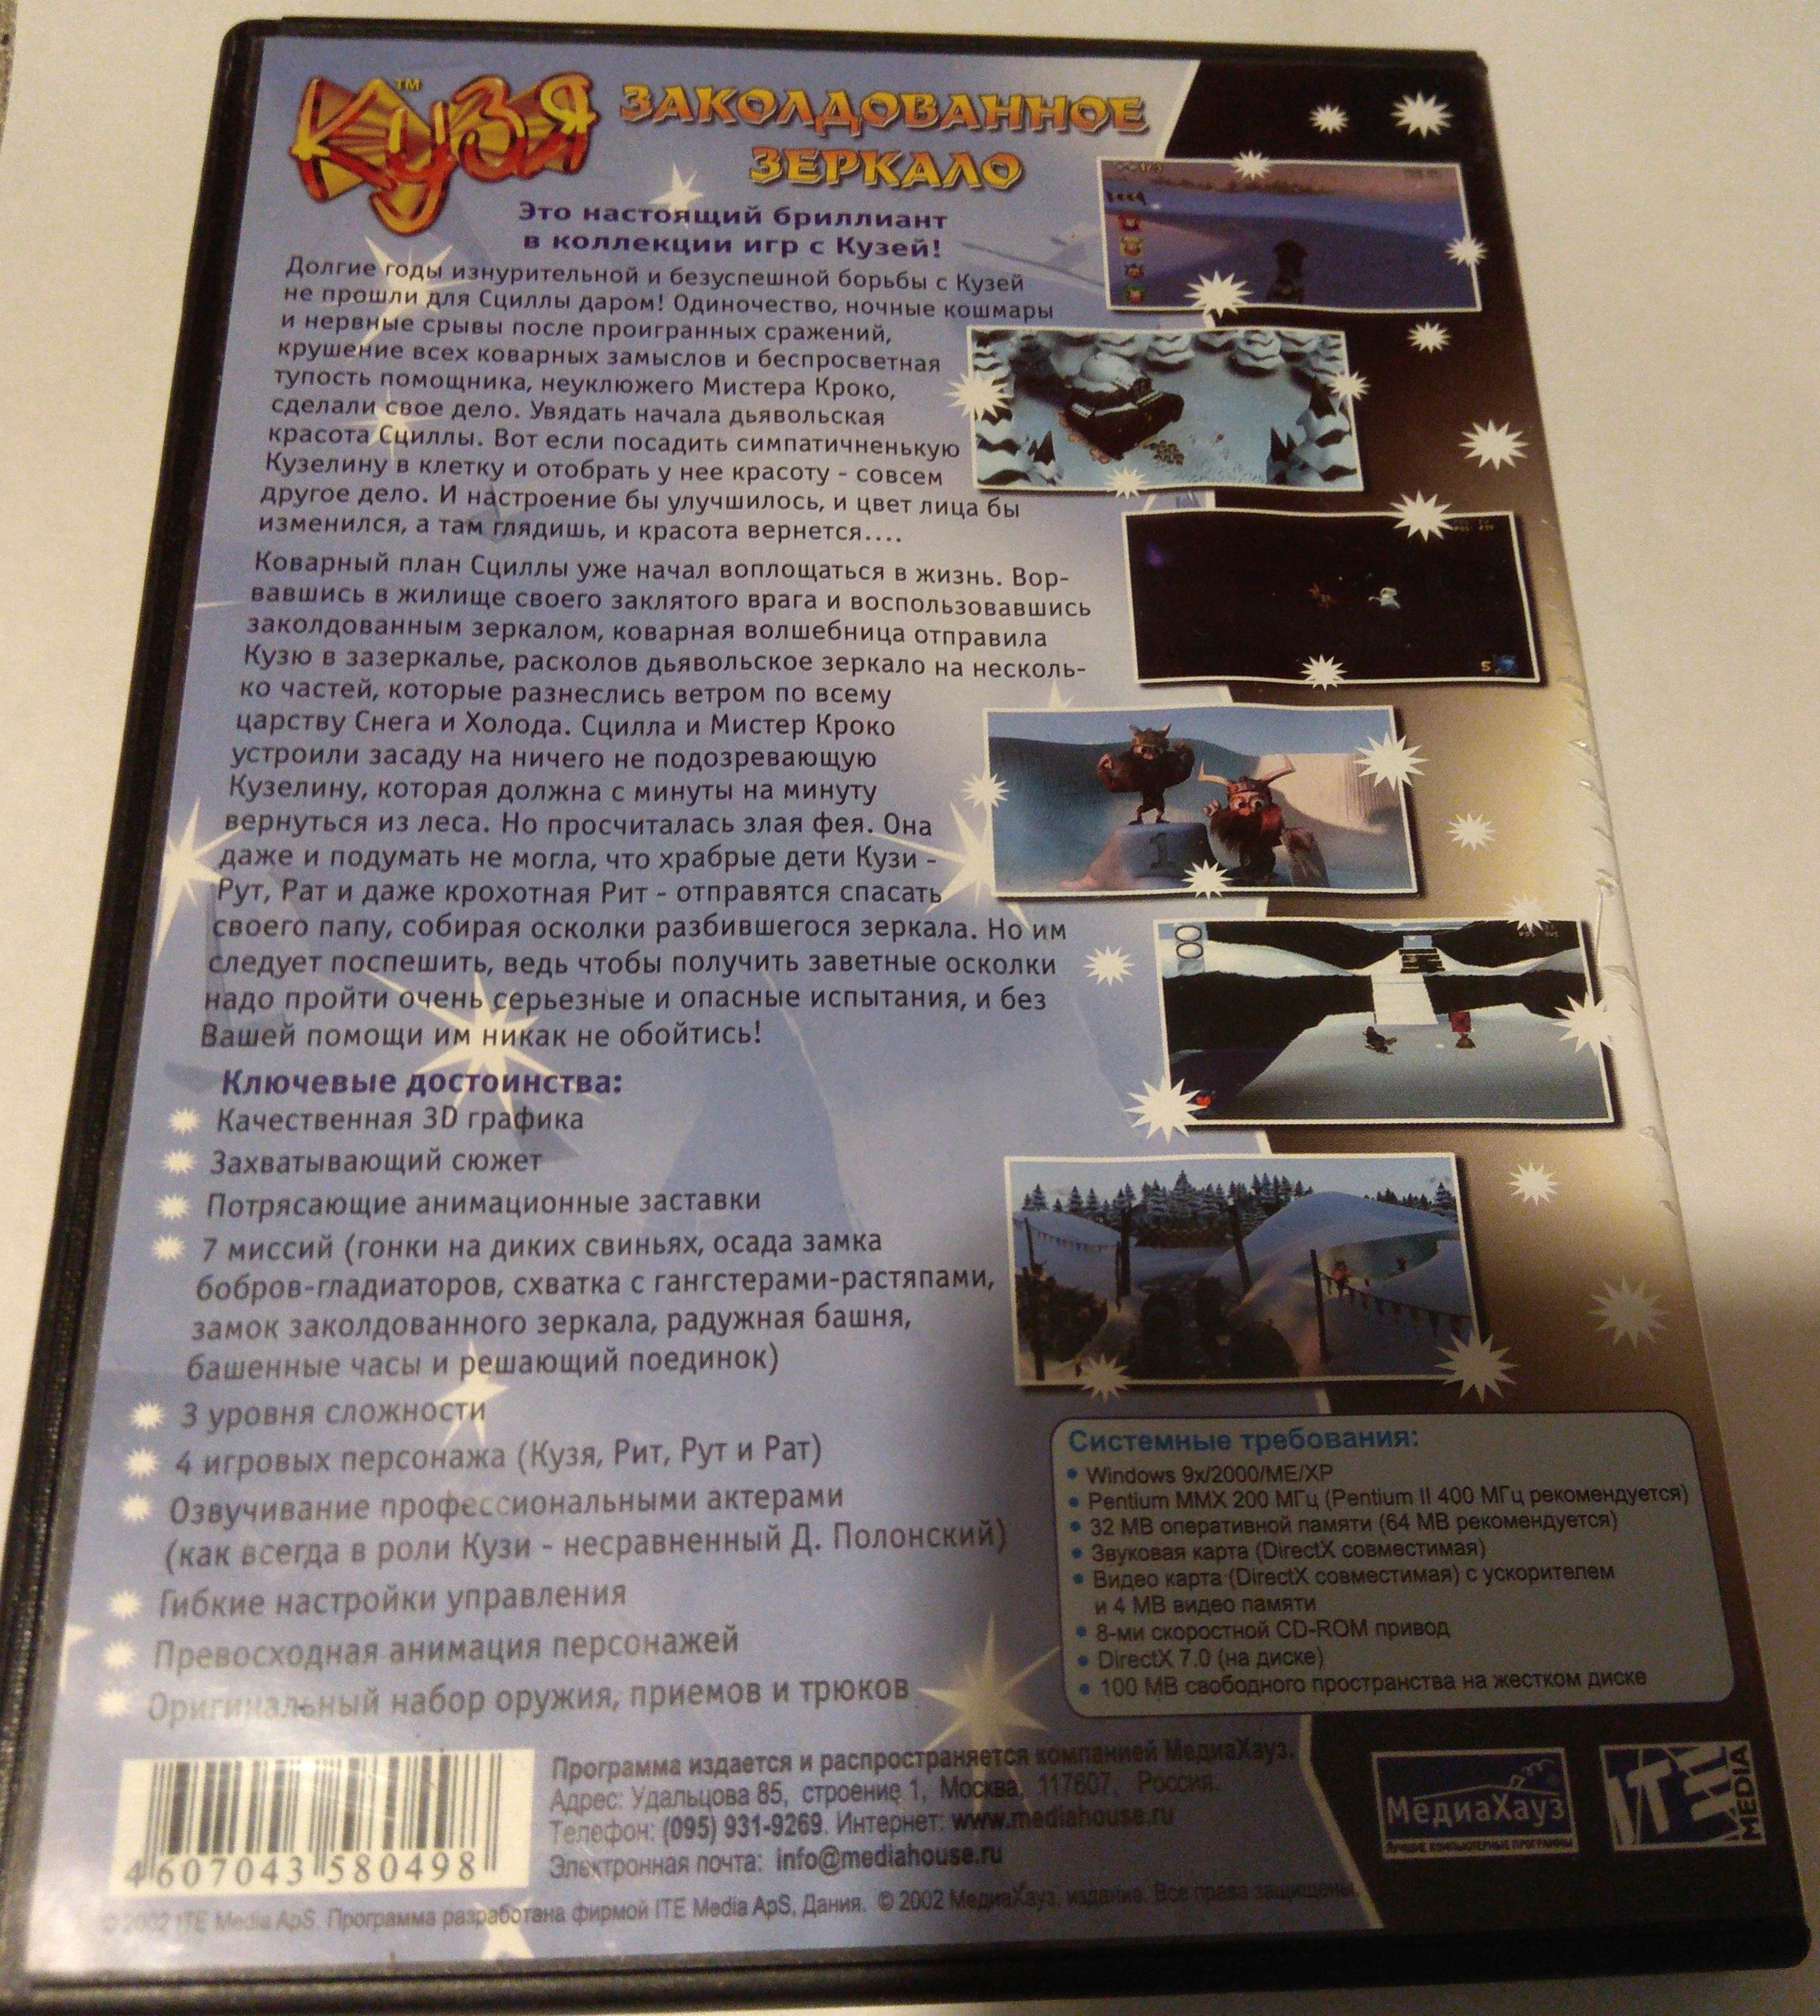 Кузя™ ЗАКОЛДОВАННОЕ
ЗЕРКАЛО
Это настоящий бриллиант
в коллекции игр с Кузей!
Долгие годы изнурительной и безуспешной борьбы с Кузей
не прошли для Сциллы даром! Одиночество, ночные кошмары
и нервные срывы после проигранных сражений,
крушение всех коварных замыслов и беспросветная
тупость помощника, неуклюжего Мистера Кроко,
сделали свое дело. Увядать начала дьявольская
красота Сциллы. Вот если посадить симпатичненькую
Кузелину в клетку и отобрать у нее красоту - совсем
другое дело. И настроение бы улучшилось, и цвет лица бы
изменился, а там глядишь, и красота вернется....
Коварный план Сциллы уже начал воплощаться в жизнь. Вор-
вавшись в жилище своего заклятого врага и воспользовавшись
заколдованным зеркалом, коварная волшебница отправила
Кузю в зазеркалье, расколов дьявольское зеркало на несколь-
ко частей, которые разнеслись ветром по всему
царству Снега и Холода. Сцилла и Мистер Кроко
устроили засаду на ничего не подозревающую
Кузелину, которая должна с минуты на минуту
вернуться из леса. Но просчиталась злая фея. Она
даже и подумать не могла, что храбрые дети Кузи -
Рут, Рат и даже крохотная Рит - отправятся спасать
своего папу, собирая осколки разбившегося зеркала. Но им
следует поспешить, ведь чтобы получить заветные осколки
надо пройти очень серьезные и опасные испытания, и без
Вашей помощи им никак не обойтись!
Ключевые достоинства:
Качественная 3D графика
Захватывающий сюжет
Потрясающие анимационные заставки
7 миссий (гонки на диких свиньях, осада замка
бобров-гладиаторов, схватка с гангстерами-растяпами,
замок заколдованного зеркала, радужная башня,
башенные часы и решающий поединок)
3 уровня сложности
4 игровых персонажа (Кузя, Рит, Рут и Рат)
Озвучивание профессиональными актерами
(как всегда в роли Кузи - несравненный Д. Полонский)
Гибкие настройки управления
Превосходная анимация персонажей
Оригинальный набор оружия, приемов и трюков
1
5
Системные требования:
• Windows 9x/2000/ME/XP
• Pentium MMX 200 МГц (Pentium II 400 МГц рекомендуется)
• 32 MB оперативной памяти (64 MB рекомендуется)
• Звуковая карта (DirectX совместимая)
• Видео карта (DirectX совместимая) с ускорителем
и 4 MB видео памяти
• 8-ми скоростной CD-ROM привод
• DirectX 7.0 (на диске)
• 100 MB свободного пространства на жестком диске
4 607043 580498
Программа издается и распространяется компанией МедиаХауз.
Адрес: Удальцова 85, строение 1, Москва, 117607, Россия.
Телефон: (095) 931-9269. Интернет: www.mediahouse.ru
Электронная почта: info@mediahouse.ru
МедиаХауз
ЛУЧШИЕ КОМПЬЮТЕРНЫЕ ПРОГРАММЫ
ITE
MEDIA
© 2002 ITE Media ApS. Программа разработана фирмой ITE Media ApS, Дания. © 2002 МедиаХауз, издание. Все права защищены.